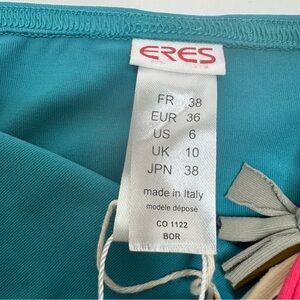 ERES
FR 38
EUR 36
US 6
UK 10
JPN 38
made in Italy
modèle déposé
CO 1122
BOR